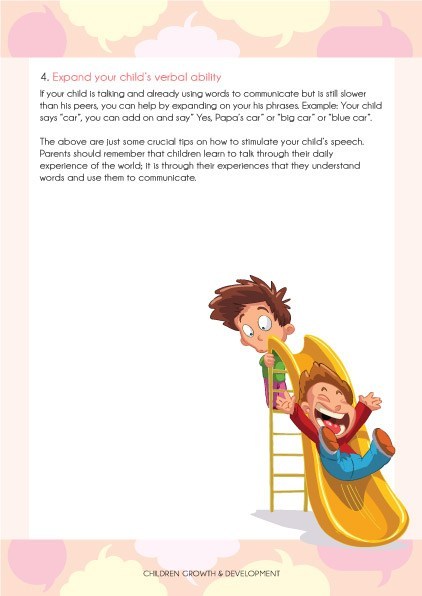 4. Expand your child's verbal ability
If your child is talking and already using words to communicate but is still slower
than his peers, you can help by expanding on your his phrases. Example: Your child
says "car", you can add on and say" Yes, Papa's car" or "big car" or "blue car".
The above are just some crucial tips on how to stimulate your child's speech.
Parents should remember that children learn to talk through their daily
experience of the world; it is through their experiences that they understand
words and use them to communicate.
CHILDREN GROWTH & DEVELOPMENT